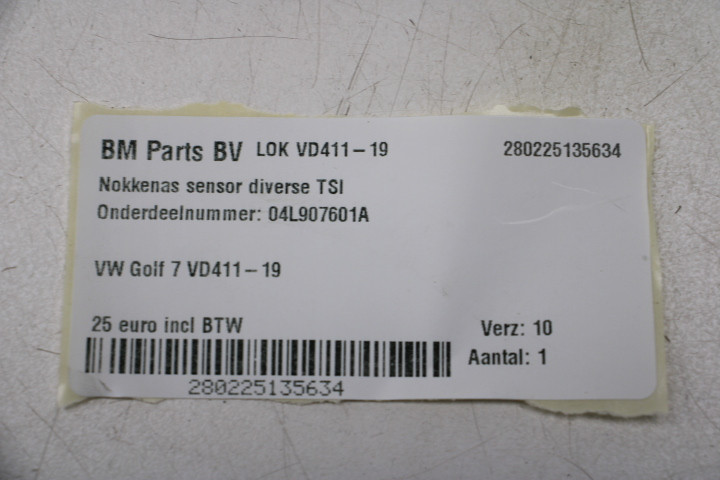 BM Parts BV LOK VD411-19 280225135634
Nokkenas sensor diverse TSI
Onderdeelnummer: 04L907601A
VW Golf 7 VD411-19
25 euro incl BTW Verz: 10
Aantal: 1
280225135634